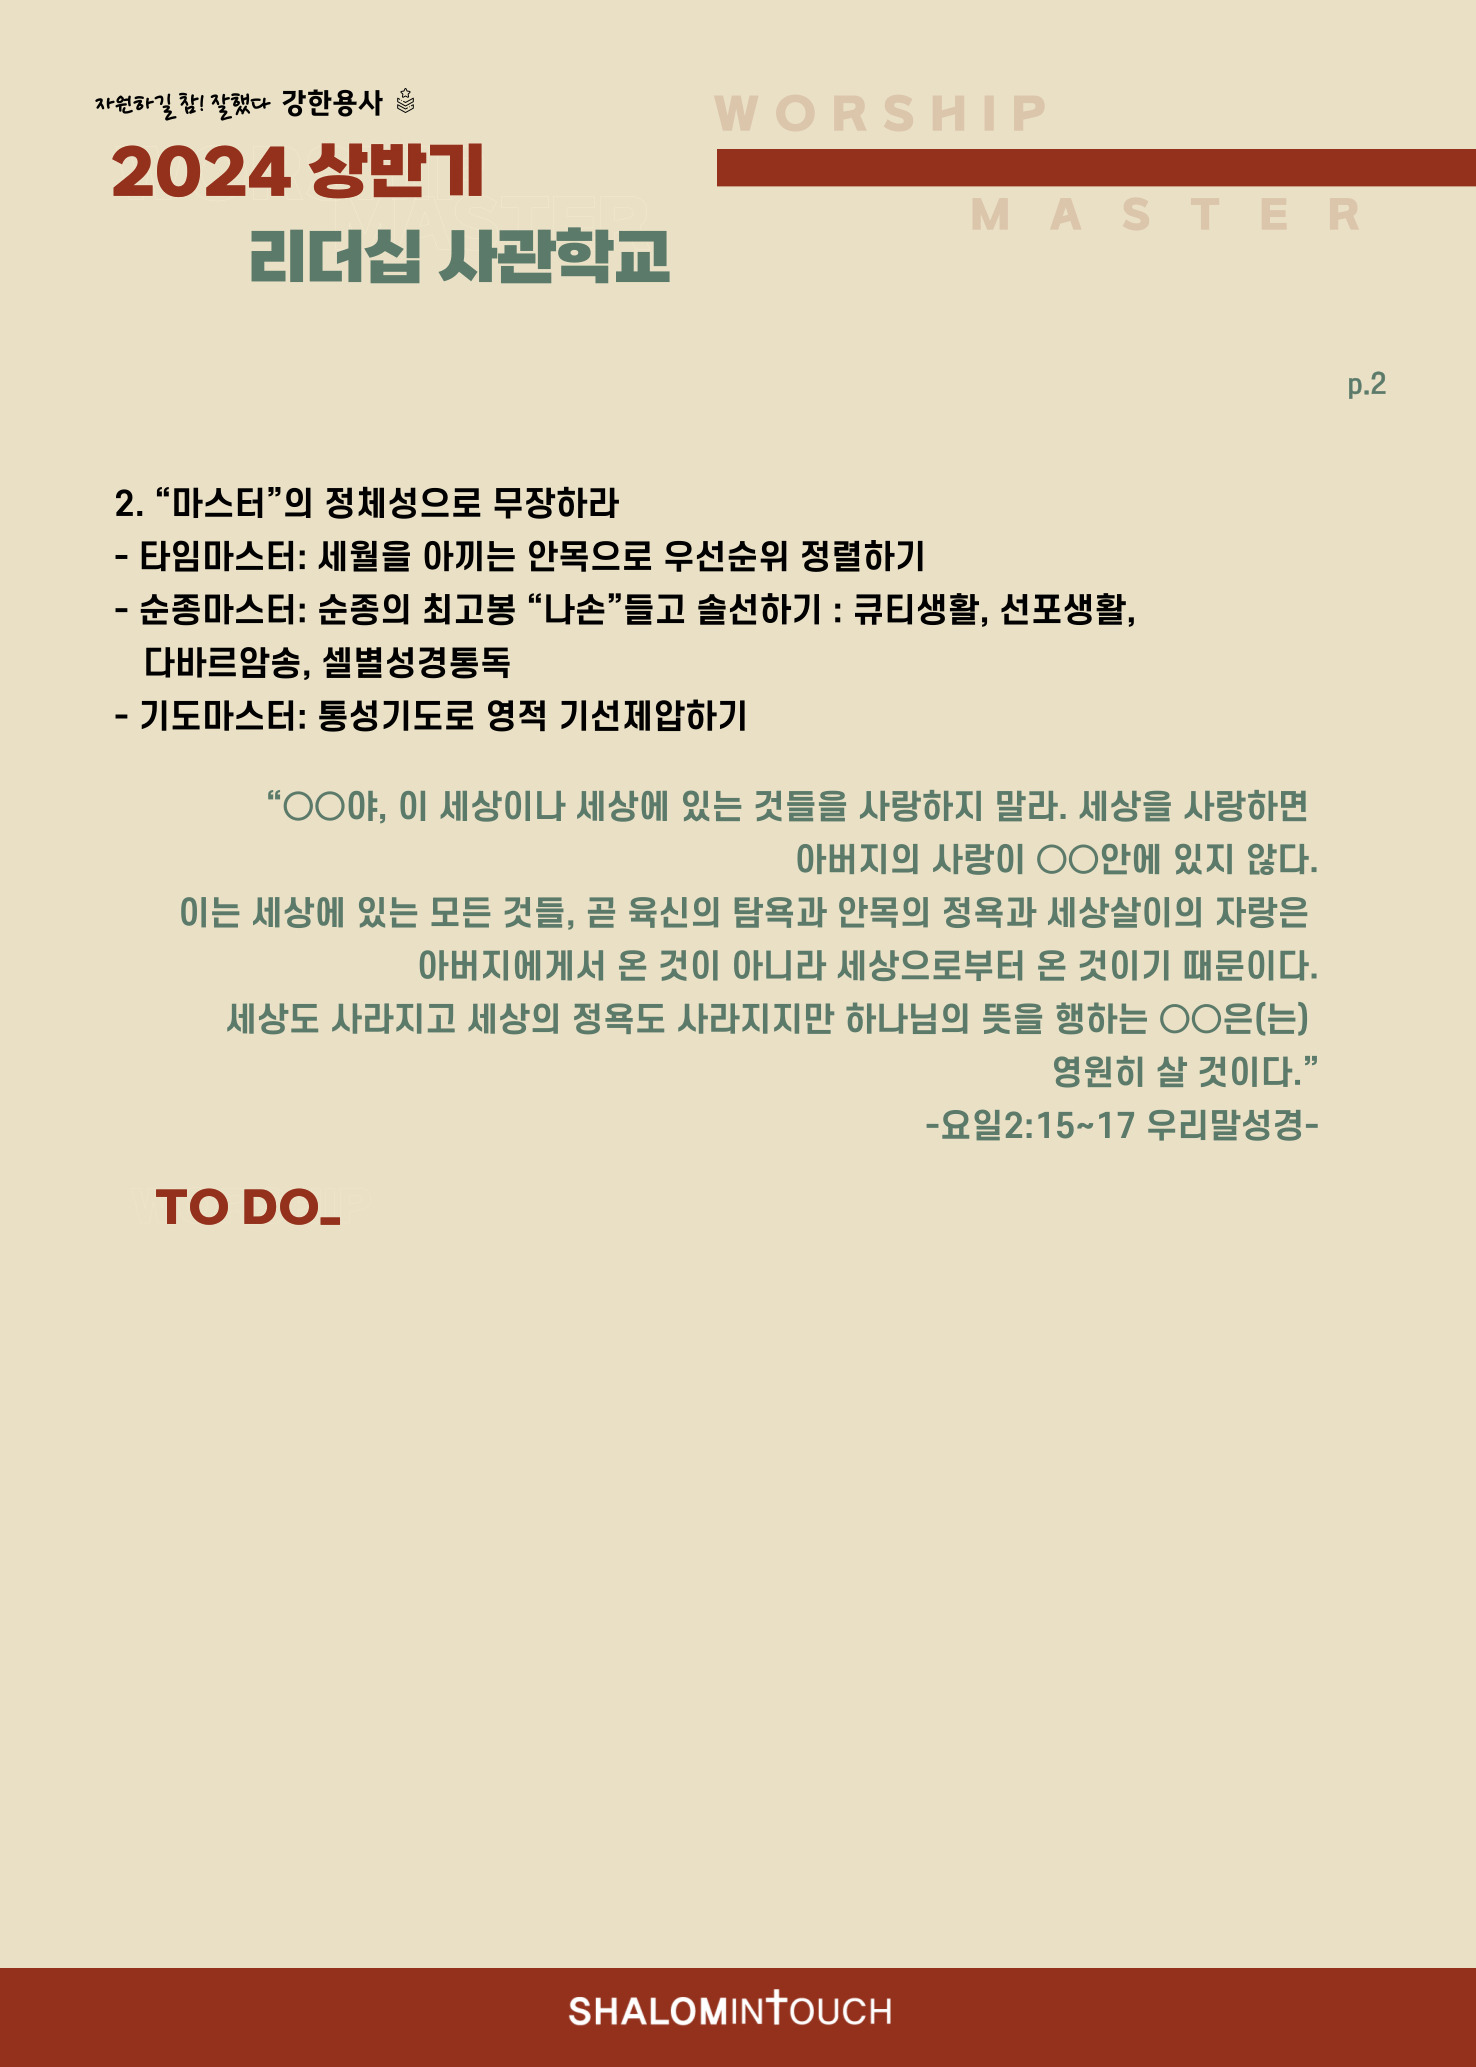 자원하길 참! 잘했다 강한용사
2024 상반기
리더십 사관학교
WORSHIP
MASTER
p.2
2. “마스터”의 정체성으로 무장하라
- 타임마스터: 세월을 아끼는 안목으로 우선순위 정렬하기
- 순종마스터: 순종의 최고봉 “나손”들고 솔선하기 : 큐티생활, 선포생활,
다바르암송, 셀별성경통독
- 기도마스터: 통성기도로 영적 기선제압하기
“○○야, 이 세상이나 세상에 있는 것들을 사랑하지 말라. 세상을 사랑하면
아버지의 사랑이 ○○안에 있지 않다.
이는 세상에 있는 모든 것들, 곧 육신의 탐욕과 안목의 정욕과 세상살이의 자랑은
아버지에게서 온 것이 아니라 세상으로부터 온 것이기 때문이다.
세상도 사라지고 세상의 정욕도 사라지지만 하나님의 뜻을 행하는 ○○은(는)
영원히 살 것이다.”
-요일2:15~17 우리말성경-
TO DO_
SHALOMINTOUCH